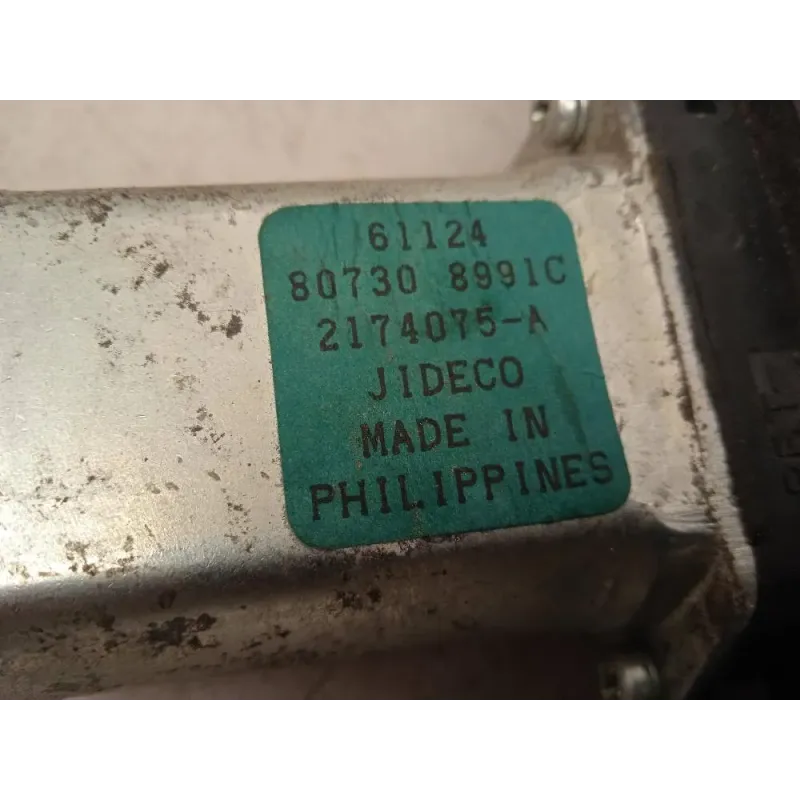 61124
80730 8991C
2174075-A
JIDECO
MADE IN
PHILIPPINES